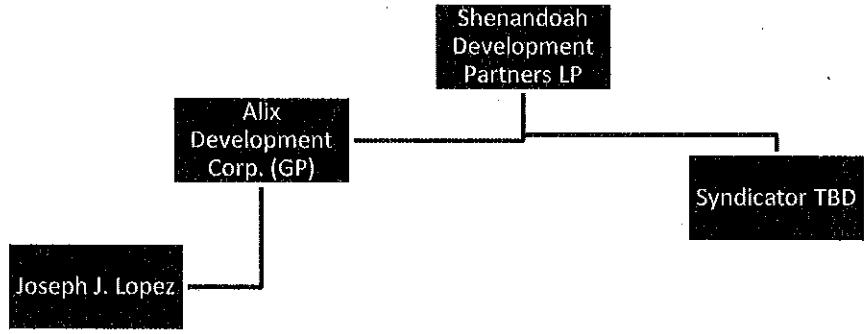 Shenandoah
Development
Partners LP
Alix
Development
Corp. (GP)
Syndicator TBD
Joseph J. Lopez